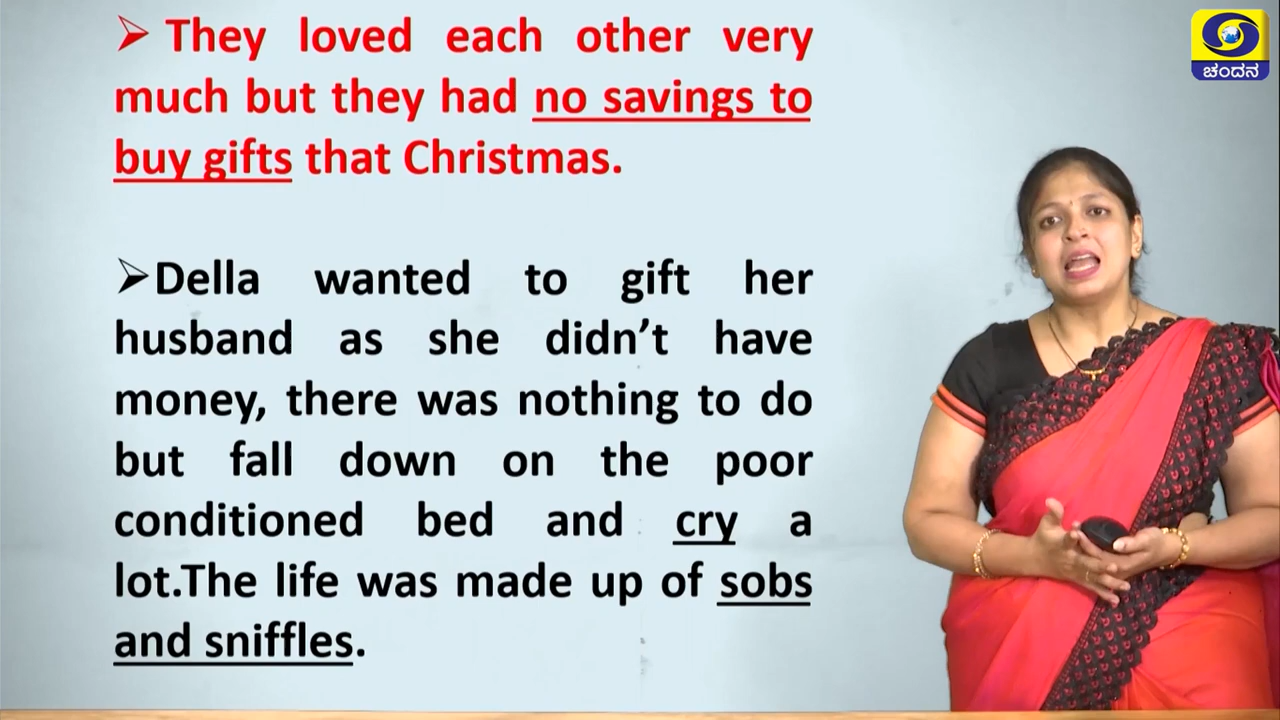 ➢ They loved each other very
much but they had no savings to
buy gifts that Christmas.
➢Della wanted to gift her
husband as she didn’t have
money, there was nothing to do
but fall down on the poor
conditioned bed and cry a
lot.The life was made up of sobs
and sniffles.
ಚಂದನ